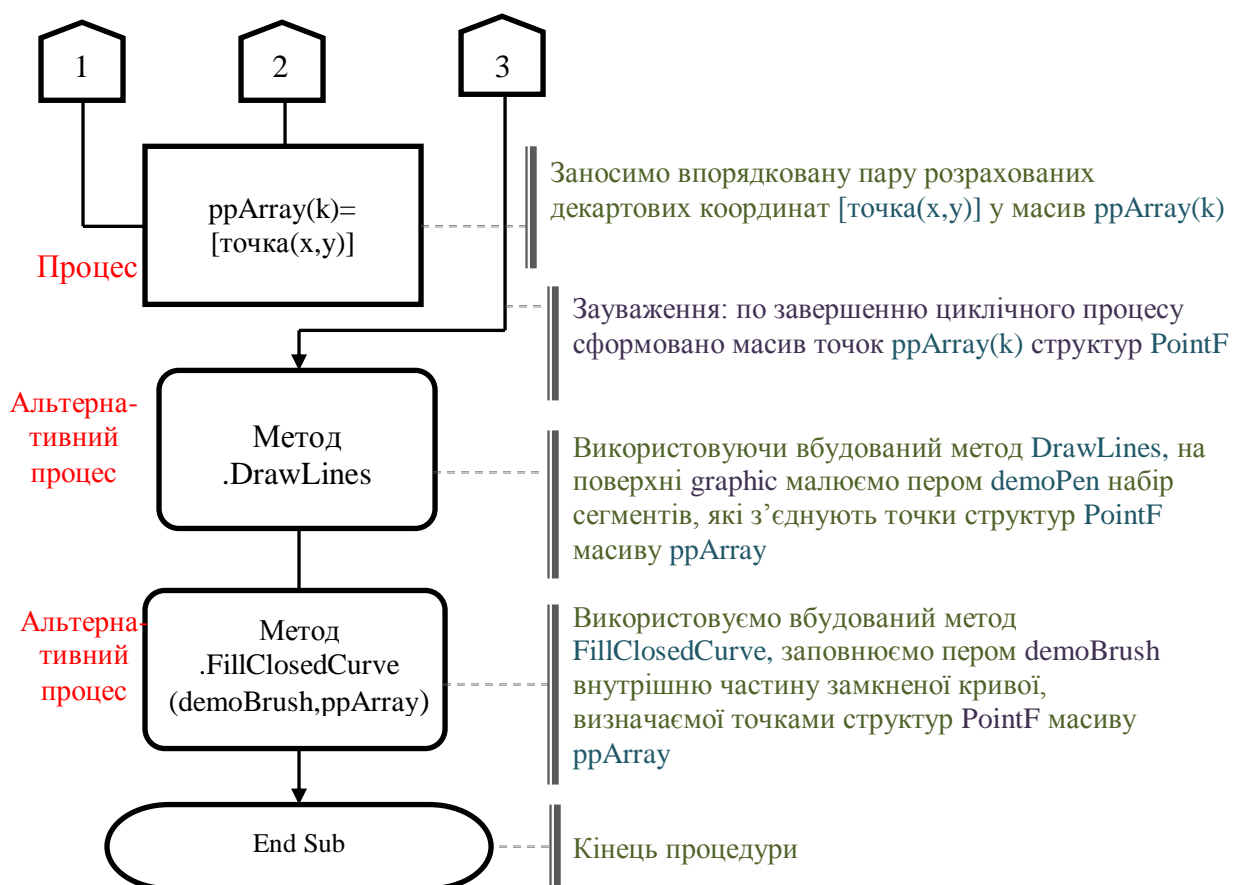 1
2
3
ppArray(k)=
[точка(x,y)]
Процес
Заносимо впорядковану пару розрахованих
декартових координат [точка(x,y)] у масив ppArray(k)
Зауваження: по завершенню циклічного процесу
сформовано масив точок ppArray(k) структур PointF
Альтерна-
тивний
процес
Метод
.DrawLines
Використовуючи вбудований метод DrawLines, на
поверхні graphic малюємо пером demoPen набір
сегментів, які з’єднують точки структур PointF
масиву ppArray
Альтерна-
тивний
процес
Метод
.FillClosedCurve
(demoBrush,ppArray)
Використовуємо вбудований метод
FillClosedCurve, заповнюємо пером demoBrush
внутрішню частину замкненої кривої,
визначаємої точками структур PointF масиву
ppArray
End Sub
Кінець процедури